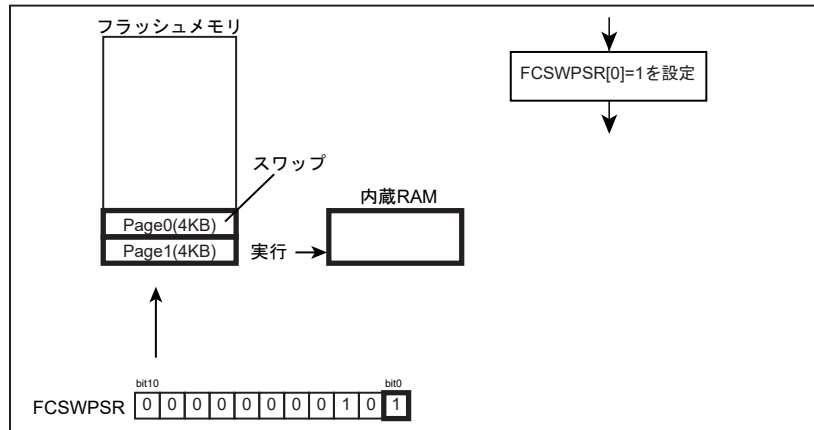 フラッシュメモリ
FCSWPSR[0]=1を設定
スワップ
内蔵RAM
Page0(4KB)
Page1(4KB)
実行
bit10 bit0
FCSWPSR 0 0 0 0 0 0 0 0 1 0 1